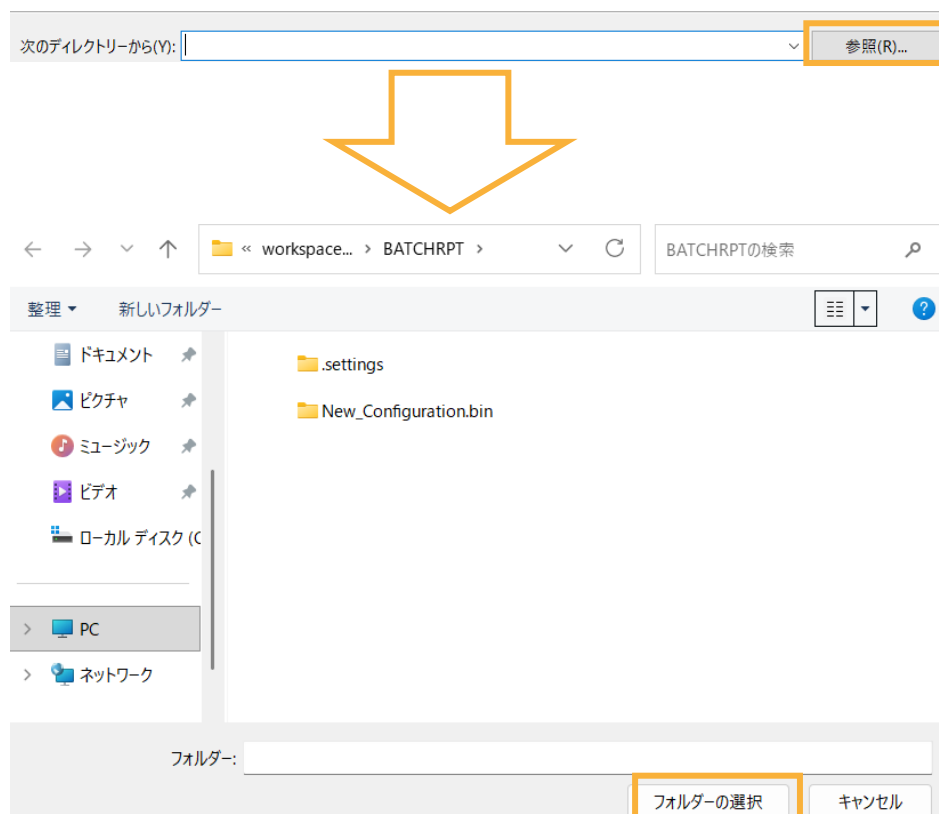 次のディレクトリーから(Y):
参照(R)...
« workspace... › BATCHRPT ›
BATCHRPTの検索
整理
新しいフォルダー
ドキュメント
.settings
ピクチャ
New_Configuration.bin
ミュージック
ビデオ
ローカル ディスク (C
PC
ネットワーク
フォルダー:
フォルダーの選択
キャンセル